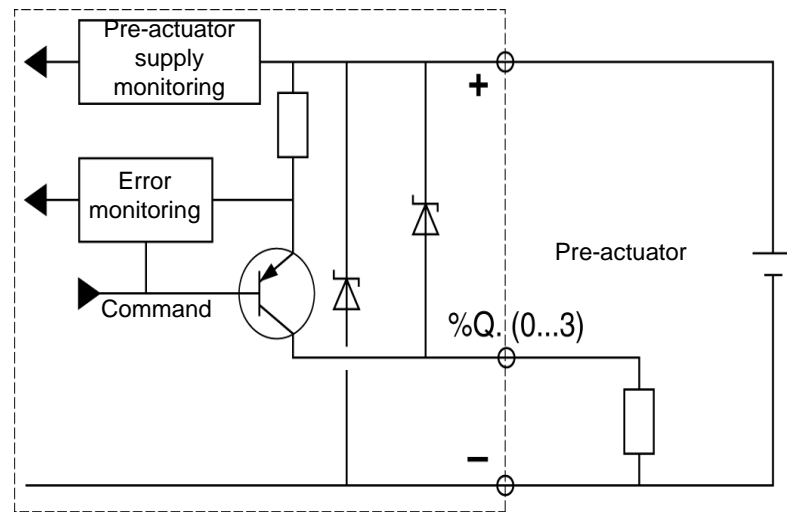 Pre-actuator
supply
monitoring
+
Error
monitoring
Pre-actuator
Command
%Q. (0...3)
−